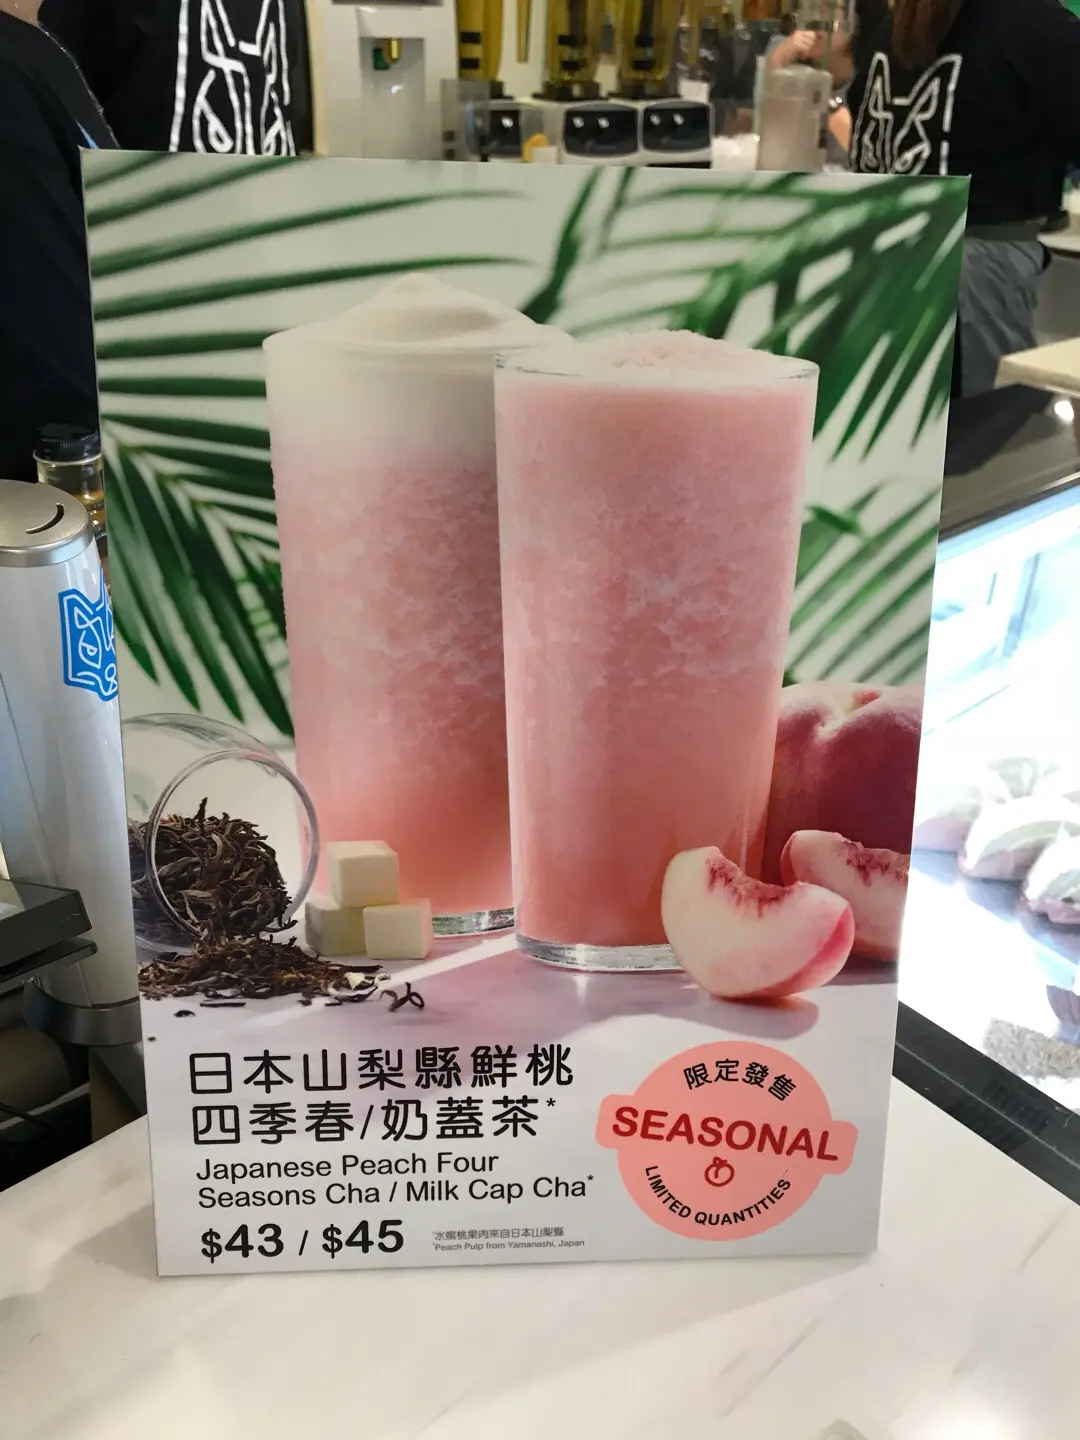 日本山梨縣鮮桃
四季春/奶蓋茶*
Japanese Peach Four
Seasons Cha / Milk Cap Cha*
$43 / $45
*水蜜桃果肉來自日本山梨縣
*Peach Pulp from Yamanashi, Japan
限定發售
SEASONAL
LIMITED QUANTITIES